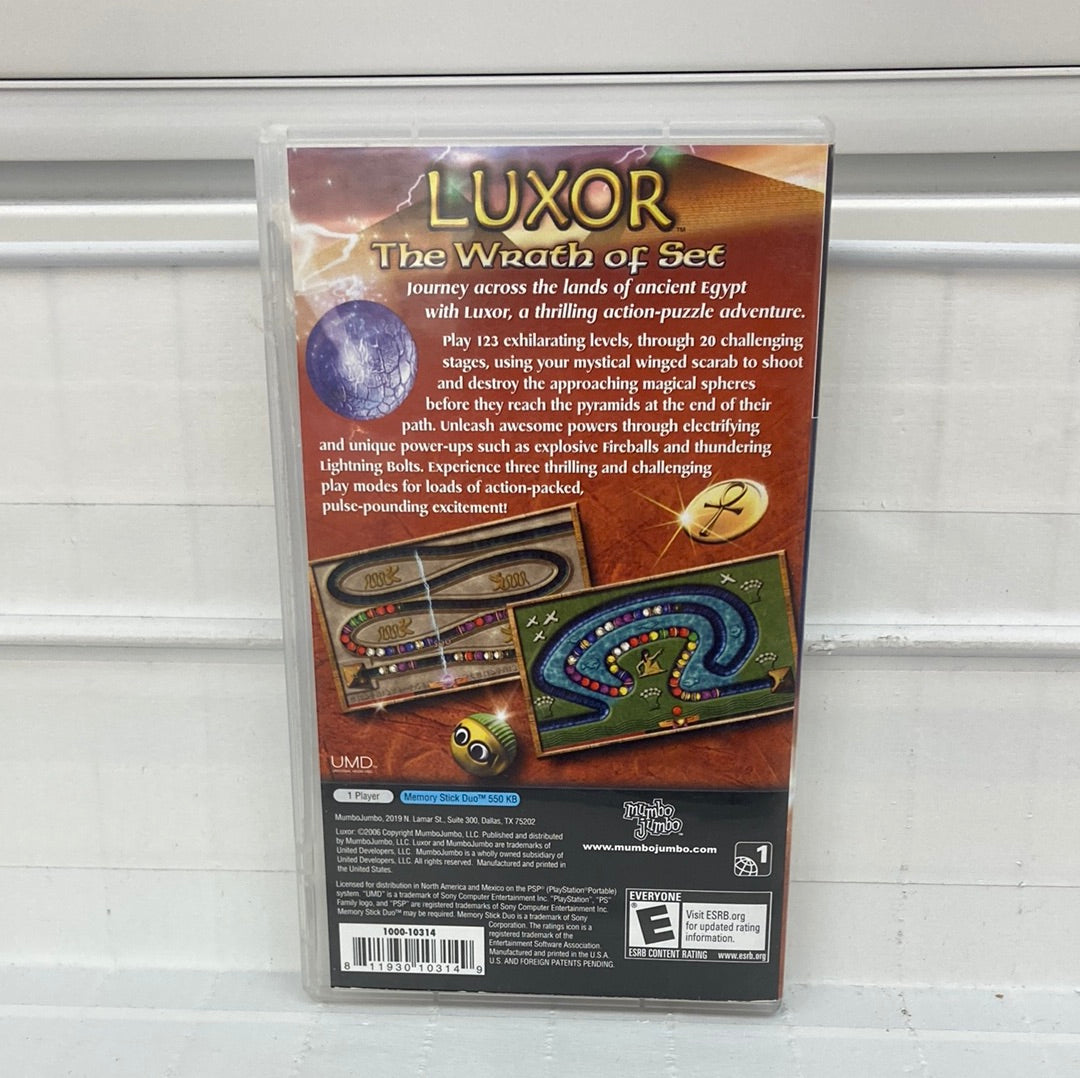 LUXOR™
The Wrath of Set
Journey across the lands of ancient Egypt
with Luxor, a thrilling action-puzzle adventure.
Play 123 exhilarating levels, through 20 challenging
stages, using your mystical winged scarab to shoot
and destroy the approaching magical spheres
before they reach the pyramids at the end of their
path. Unleash awesome powers through electrifying
and unique power-ups such as explosive Fireballs and thundering
Lightning Bolts. Experience three thrilling and challenging
play modes for loads of action-packed,
pulse-pounding excitement!
UMD™
1 Player
Memory Stick Duo™ 550 KB
mumbo
jumbo
www.mumbojumbo.com
1
MumboJumbo, 2019 N. Lamar St., Suite 300, Dallas, TX 75202
Luxor: ©2006 Copyright MumboJumbo, LLC. Published and distributed
by MumboJumbo, LLC. Luxor and MumboJumbo are trademarks of
United Developers, LLC. MumboJumbo is a wholly owned subsidiary of
United Developers, LLC. All rights reserved. Manufactured and printed in
the United States.
Licensed for distribution in North America and Mexico on the PSP® (PlayStation®Portable)
system. "UMD" is a trademark of Sony Computer Entertainment Inc. "PlayStation", "PS"
Family logo, and "PSP" are registered trademarks of Sony Computer Entertainment Inc.
Memory Stick Duo™ may be required. Memory Stick Duo is a trademark of Sony
Corporation. The ratings icon is a
registered trademark of the
Entertainment Software Association.
Manufactured and printed in the U.S.A.
U.S. AND FOREIGN PATENTS PENDING.
1000-10314
8 11930 10314 9
EVERYONE
E
®
Visit ESRB.org
for updated rating
information.
ESRB CONTENT RATING www.esrb.org